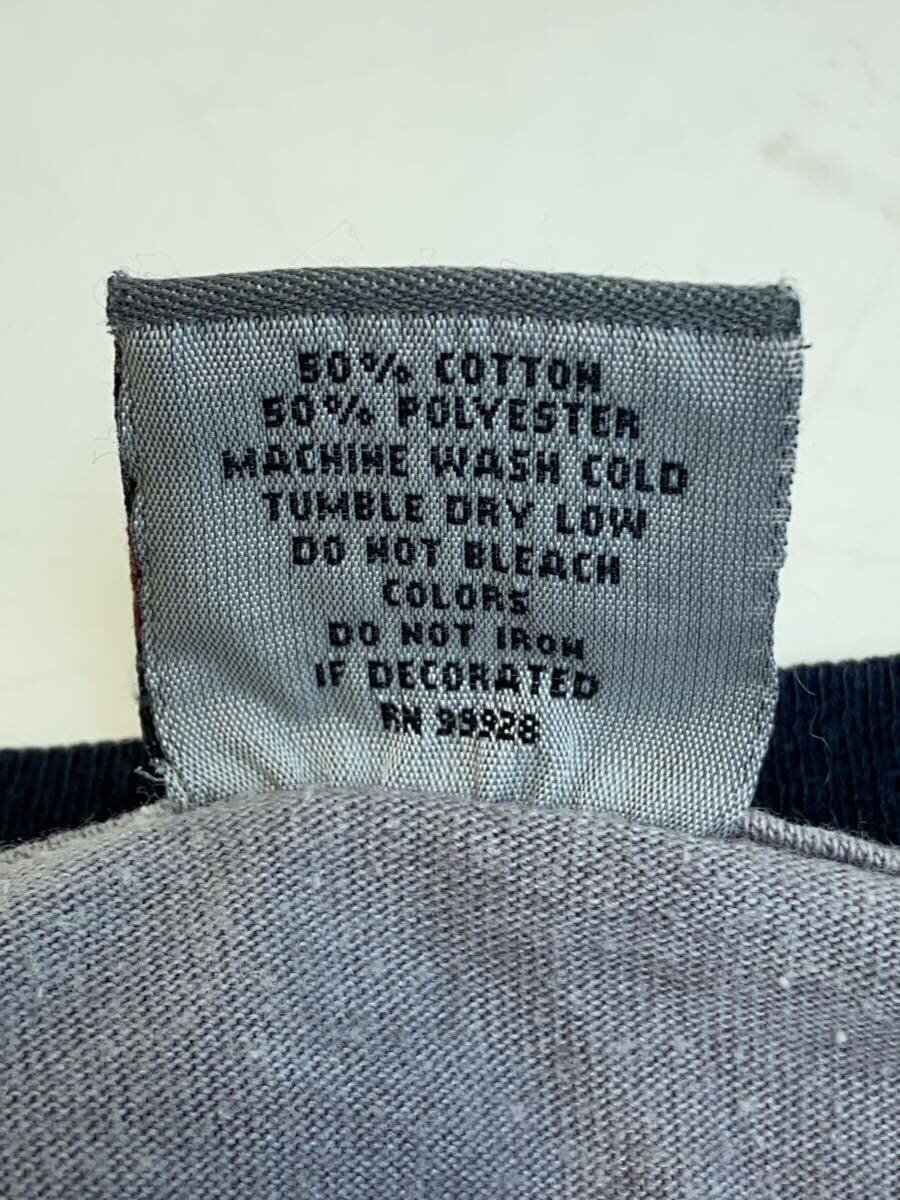 50% COTTON
50% POLYESTER
MACHINE WASH COLD
TUMBLE DRY LOW
DO NOT BLEACH
COLORS
DO NOT IRON
IF DECORATED
RN 99928